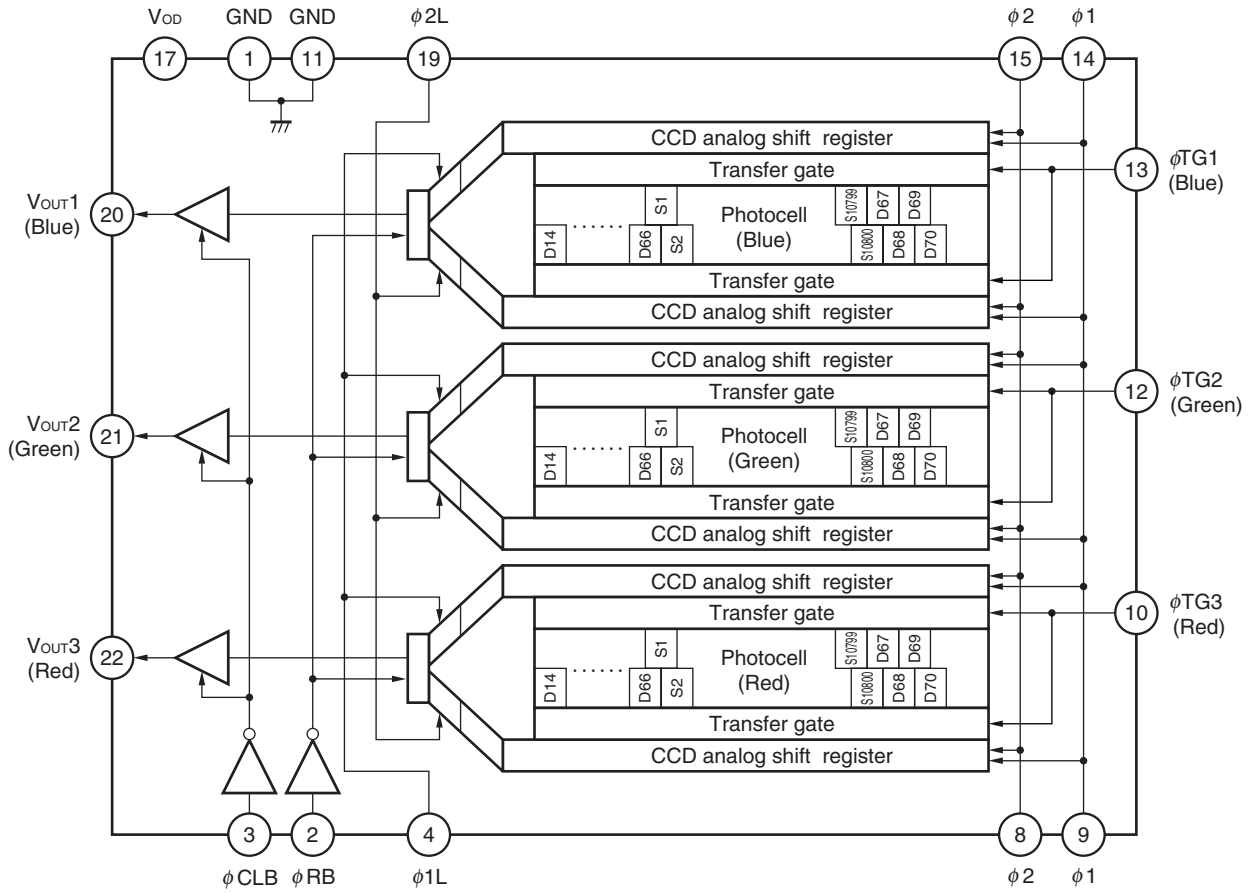 VOD GND GND φ2L φ2 φ1
17 1 11 19 15 14
CCD analog shift register
Transfer gate
13 φTG1
(Blue)
VOUT1
(Blue)
20
D14 ...... D66 S1 S2
Photocell
(Blue)
S10799 D67 D69
S10800 D68 D70
Transfer gate
CCD analog shift register
CCD analog shift register
Transfer gate
12 φTG2
(Green)
VOUT2
(Green)
21
D14 ...... D66 S1 S2
Photocell
(Green)
S10799 D67 D69
S10800 D68 D70
Transfer gate
CCD analog shift register
CCD analog shift register
Transfer gate
10 φTG3
(Red)
VOUT3
(Red)
22
D14 ...... D66 S1 S2
Photocell
(Red)
S10799 D67 D69
S10800 D68 D70
Transfer gate
CCD analog shift register
3 2 4 8 9
φCLB φRB φ1L φ2 φ1